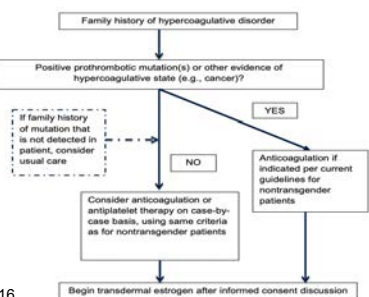 Family history of hypercoagulative disorder
Positive prothrombotic mutation(s) or other evidence of
hypercoagulative state (e.g., cancer)?
If family history
of mutation that
is not detected in
patient, consider
usual care
YES
NO
Anticoagulation if
indicated per current
guidelines for
nontransgender
patients
Consider anticoagulation or
antiplatelet therapy on case-by-
case basis, using same criteria
as for nontransgender patients
Begin transdermal estrogen after informed consent discussion
16